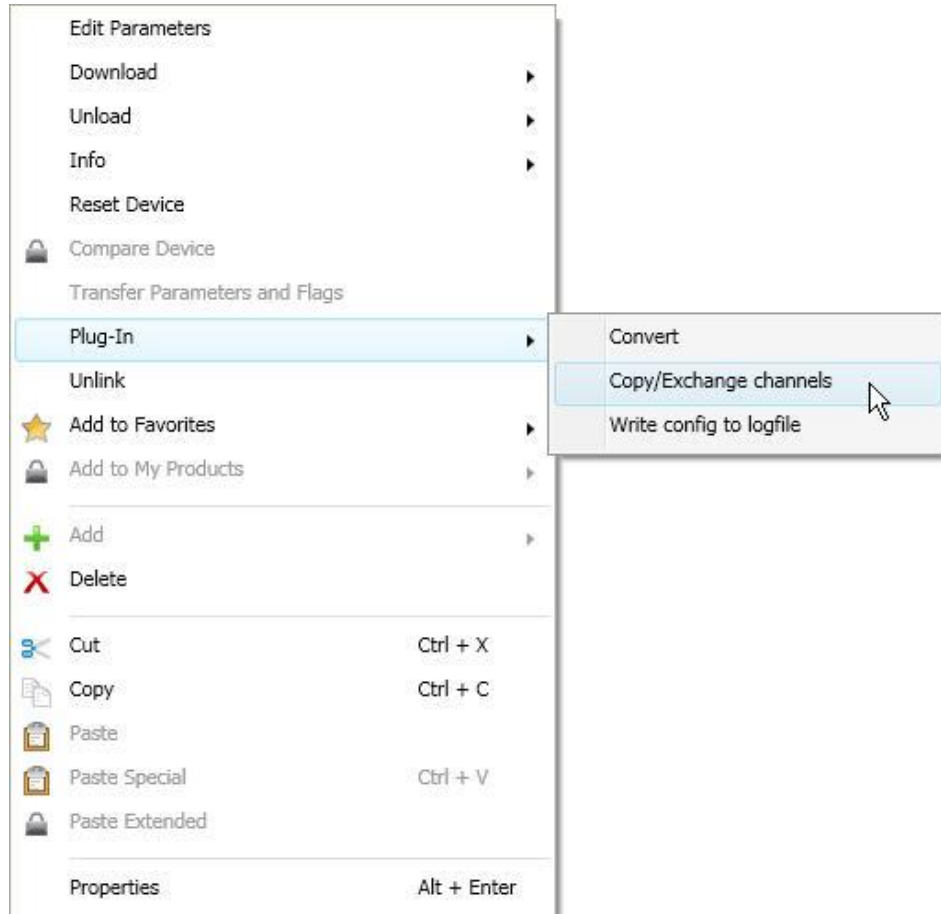 Edit Parameters
Download
Unload
Info
Reset Device
Compare Device
Transfer Parameters and Flags
Plug-In
Convert
Unlink
Copy/Exchange channels
Add to Favorites
Write config to logfile
Add to My Products
Add
Delete
Cut Ctrl + X
Copy Ctrl + C
Paste
Paste Special Ctrl + V
Paste Extended
Properties Alt + Enter